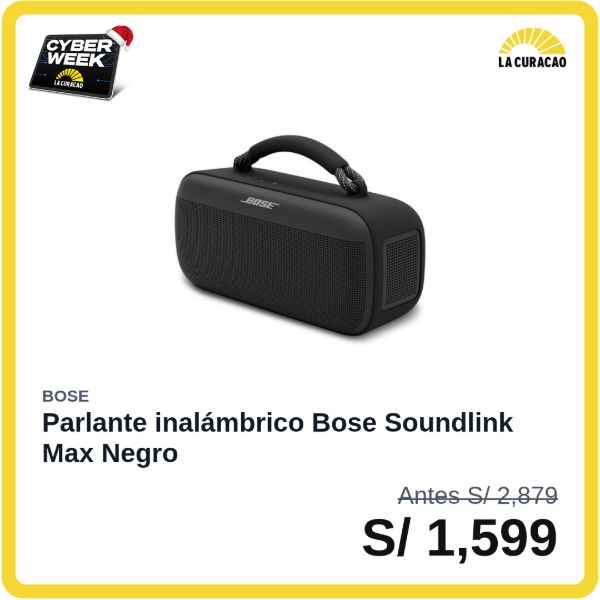 CYBER
WEEK
LA CURACAO
LA CURACAO
BOSE
BOSE
Parlante inalámbrico Bose Soundlink
Max Negro
Antes S/ 2,879
S/ 1,599